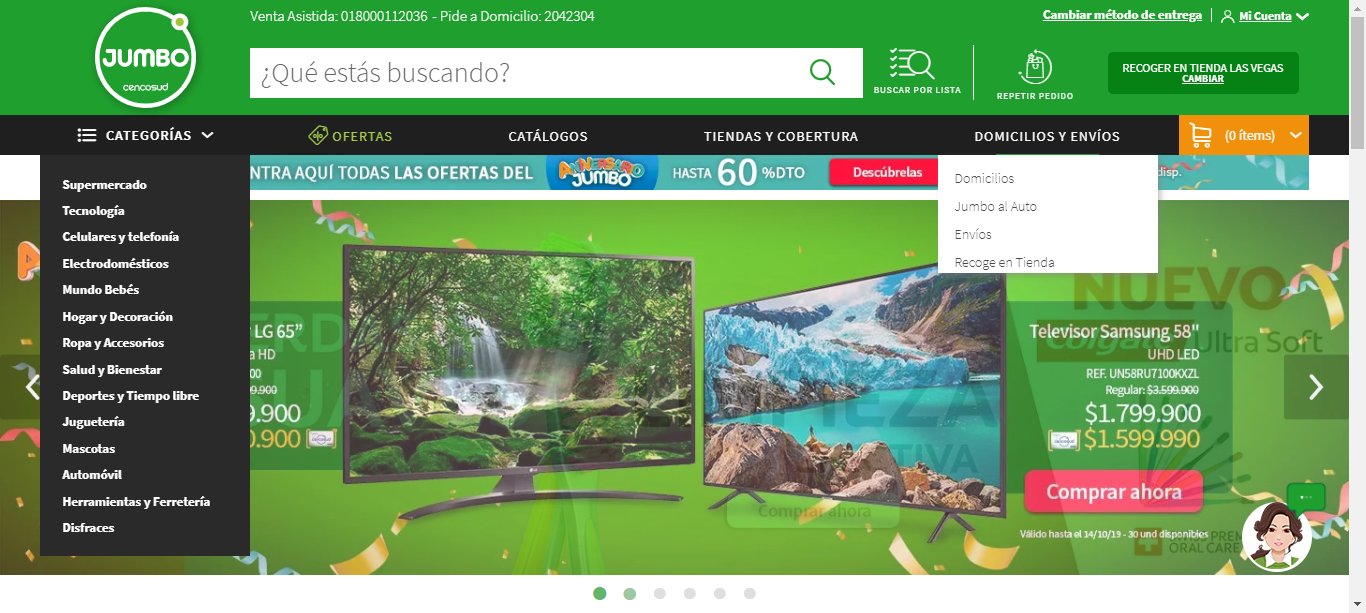 Venta Asistida: 018000112036 - Pide a Domicilio: 2042304
Cambiar método de entrega
Mi Cuenta
JUMBO
cencosud
¿Qué estás buscando?
BUSCAR POR LISTA
REPETIR PEDIDO
RECOGER EN TIENDA LAS VEGAS
CAMBIAR
CATEGORÍAS
OFERTAS
CATÁLOGOS
TIENDAS Y COBERTURA
DOMICILIOS Y ENVÍOS
(0 ítems)
NTRA AQUÍ TODAS LAS OFERTAS DEL
ANIVERSARIO
JUMBO
HASTA 60 %DTO
Descúbrelas
disp.
Domicilios
Jumbo al Auto
Envíos
Recoge en Tienda
Supermercado
Tecnología
Celulares y telefonía
Electrodomésticos
Mundo Bebés
Hogar y Decoración
Ropa y Accesorios
Salud y Bienestar
Deportes y Tiempo libre
Juguetería
Mascotas
Automóvil
Herramientas y Ferretería
Disfraces
LG 65”
HD
00
9.900
9.900
0.900
NUEVO
Colgate Ultra Soft
Televisor Samsung 58"
UHD LED
REF. UN58RU7100KXZL
Regular: $3.599.900
$1.799.900
$1.599.990
Comprar ahora
Comprar ahora
Válido hasta el 14/10/19 - 30 und disponibles
ORAL CARE